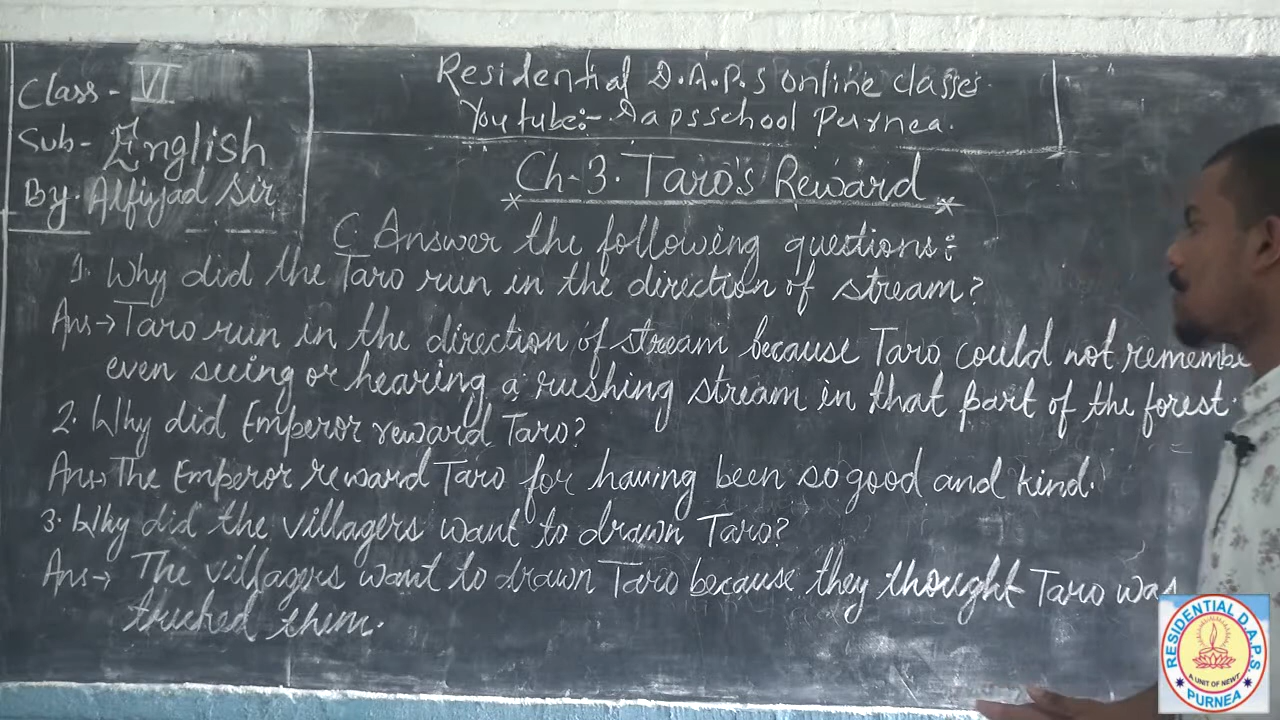 Class - VI
Sub - English
By. Alfiyad Sir
Residential D.A.P.S Online Classes
Youtube:- Dapsschool Purnea.
Ch-3. Taro's Reward
C. Answer the following questions:
1. Why did the Taro run in the direction of stream?
Ans→ Taro run in the direction of stream because Taro could not remembe
even seeing or hearing a rushing stream in that part of the forest.
2. Why did Emperor reward Taro?
Ans→ The Emperor reward Taro for having been so good and kind.
3. Why did the villagers want to drawn Taro?
Ans→ The villagers want to drawn Taro because they thought Taro was
tricked them.
RESIDENTIAL D.A.P.S
A UNIT OF NEWT
PURNEA